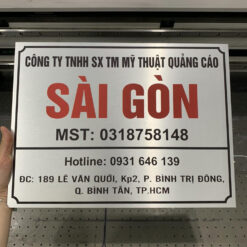 CÔNG TY TNHH SX TM MỸ THUẬT QUẢNG CÁO
SÀI GÒN
MST: 0318758148
Hotline: 0931 646 139
ĐC: 189 LÊ VĂN QUỚI, Kp2, P. BÌNH TRỊ ĐÔNG,
Q. BÌNH TÂN, TP.HCM